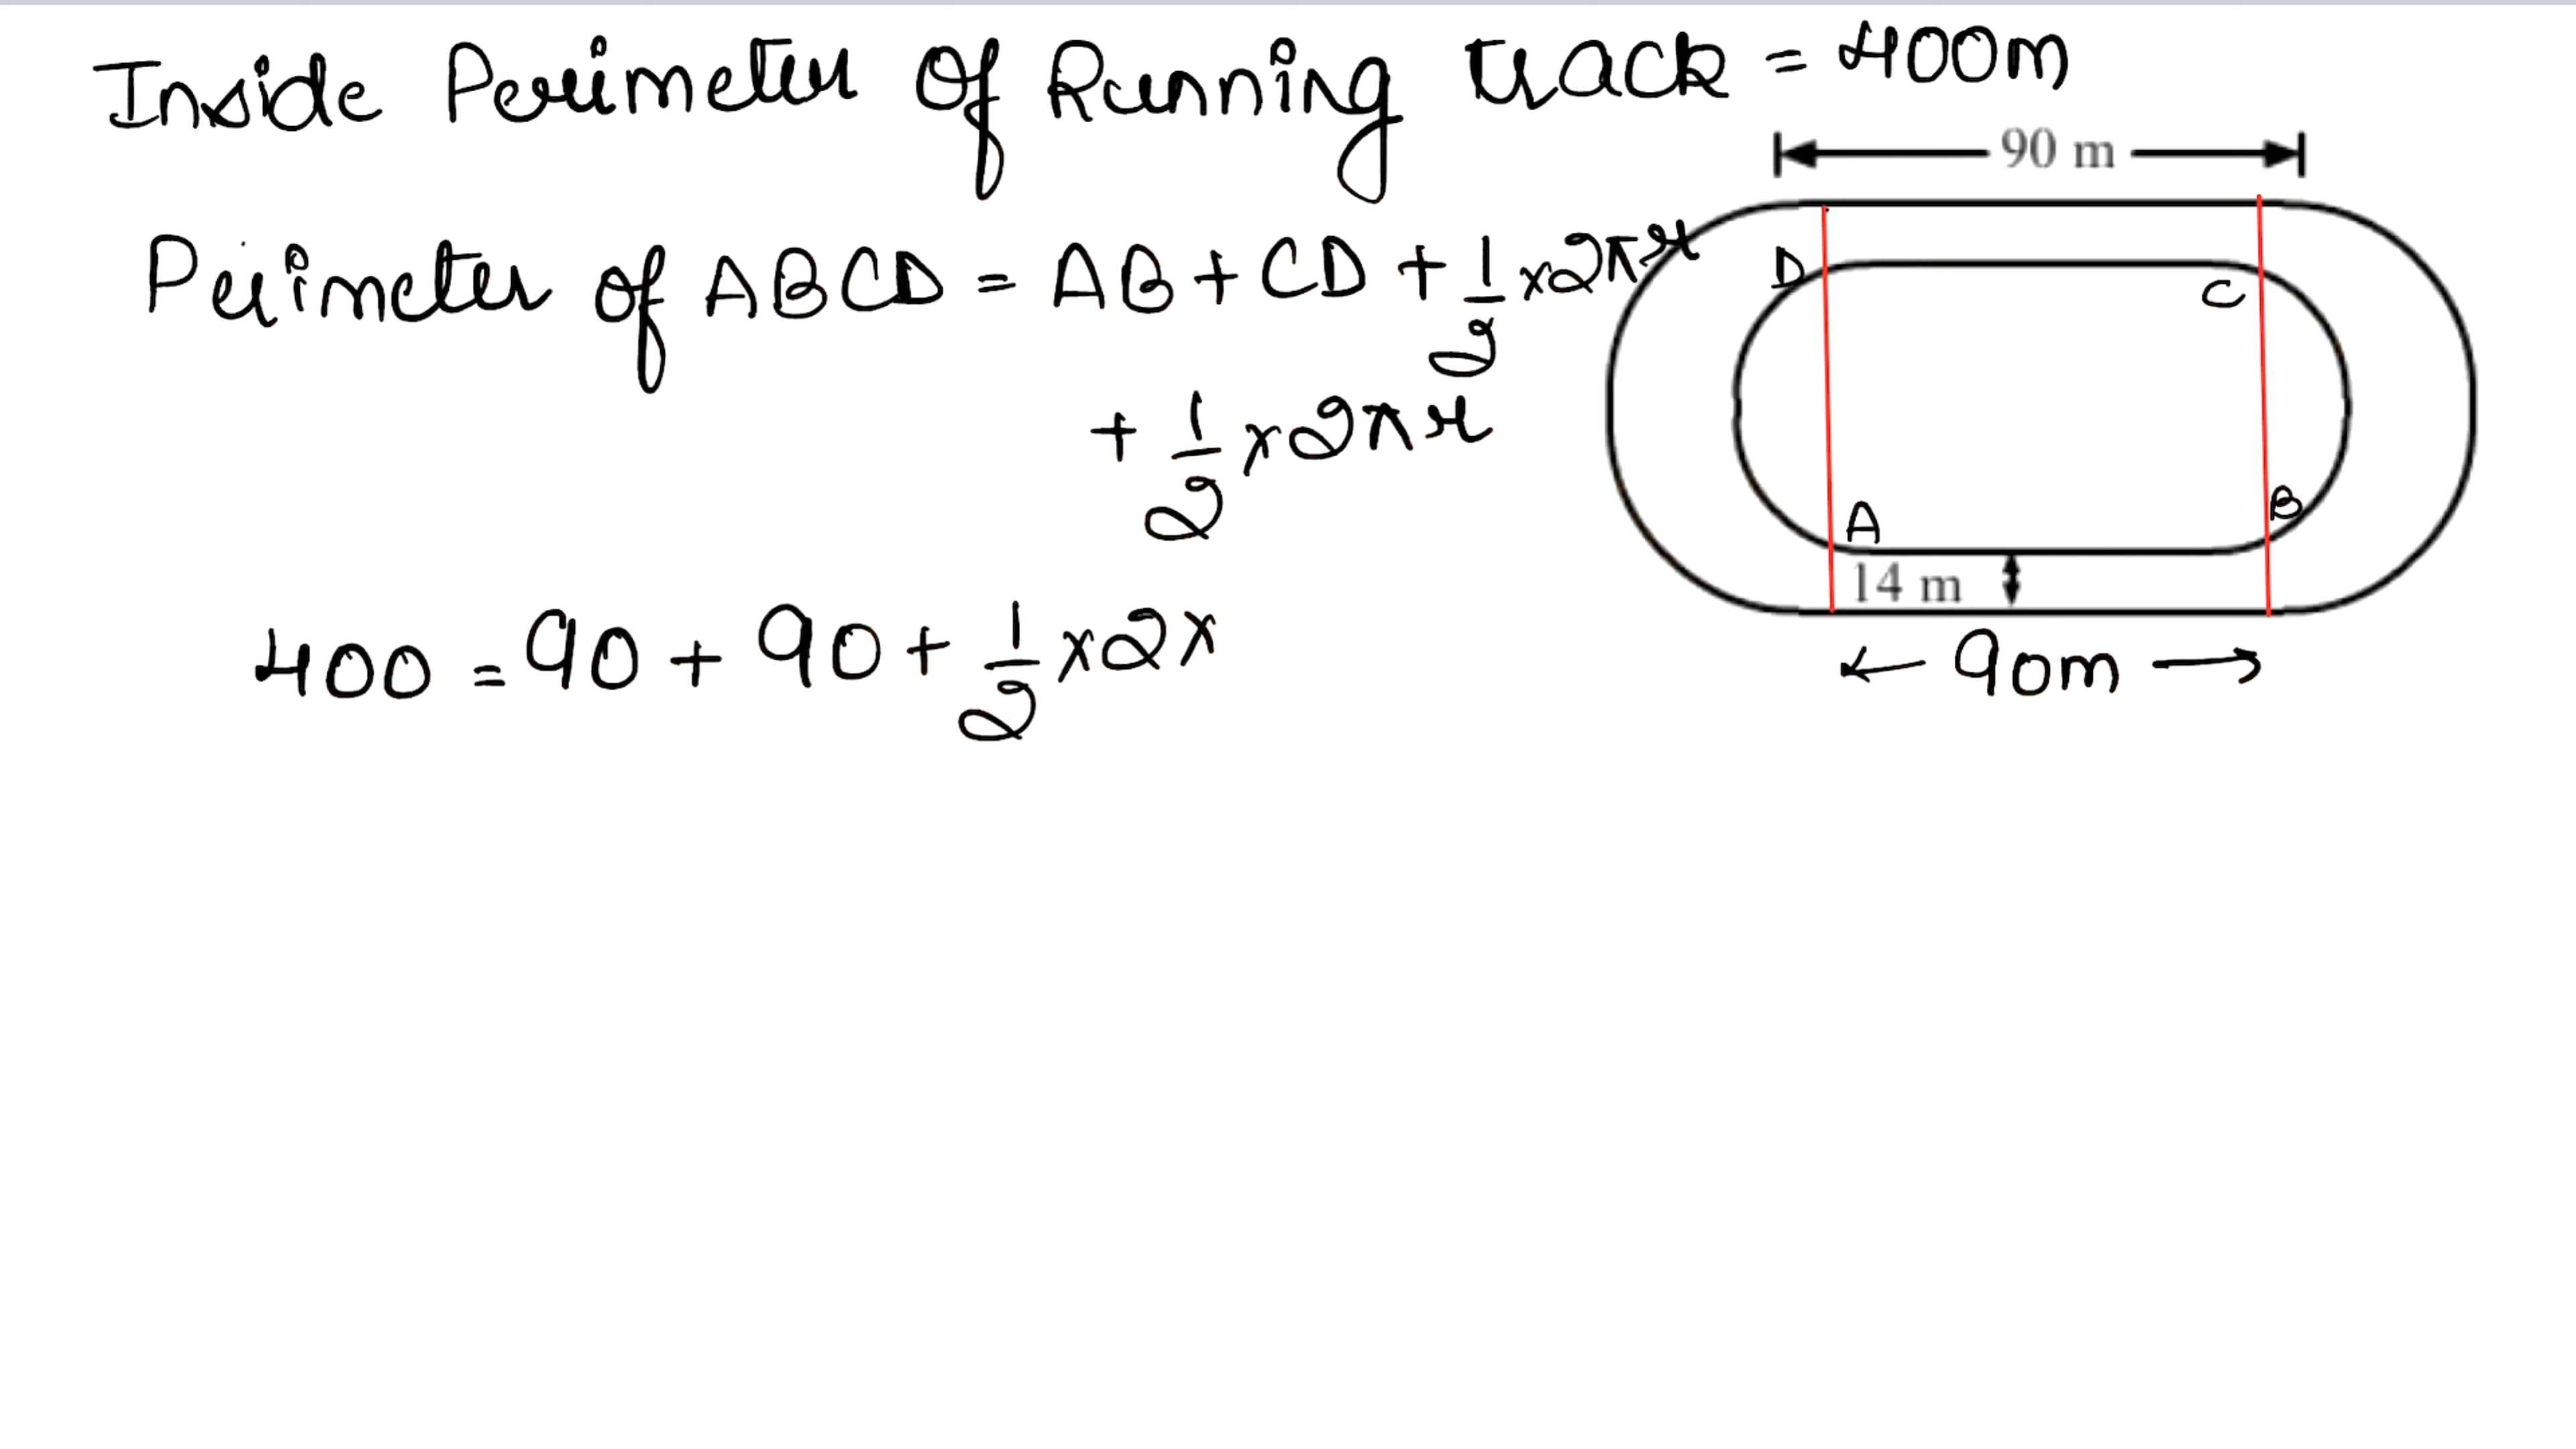 Inside Perimeter Of Running track = 400m
90 m
Perimeter of ABCD = AB + CD + 1/2 x 2πr
+ 1/2 x 2πr
D
C
A
B
14 m
← 90m →
400 = 90 + 90 + 1/2 x 2 x